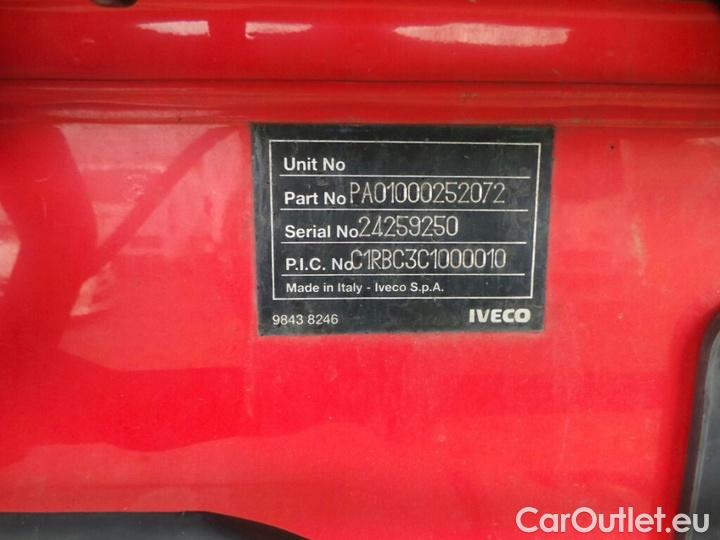 Unit No
Part No PA01000252072
Serial No 24259250
P.I.C. No C1RBC3C1000010
Made in Italy - Iveco S.p.A.
9843 8246 IVECO
CarOutlet.eu